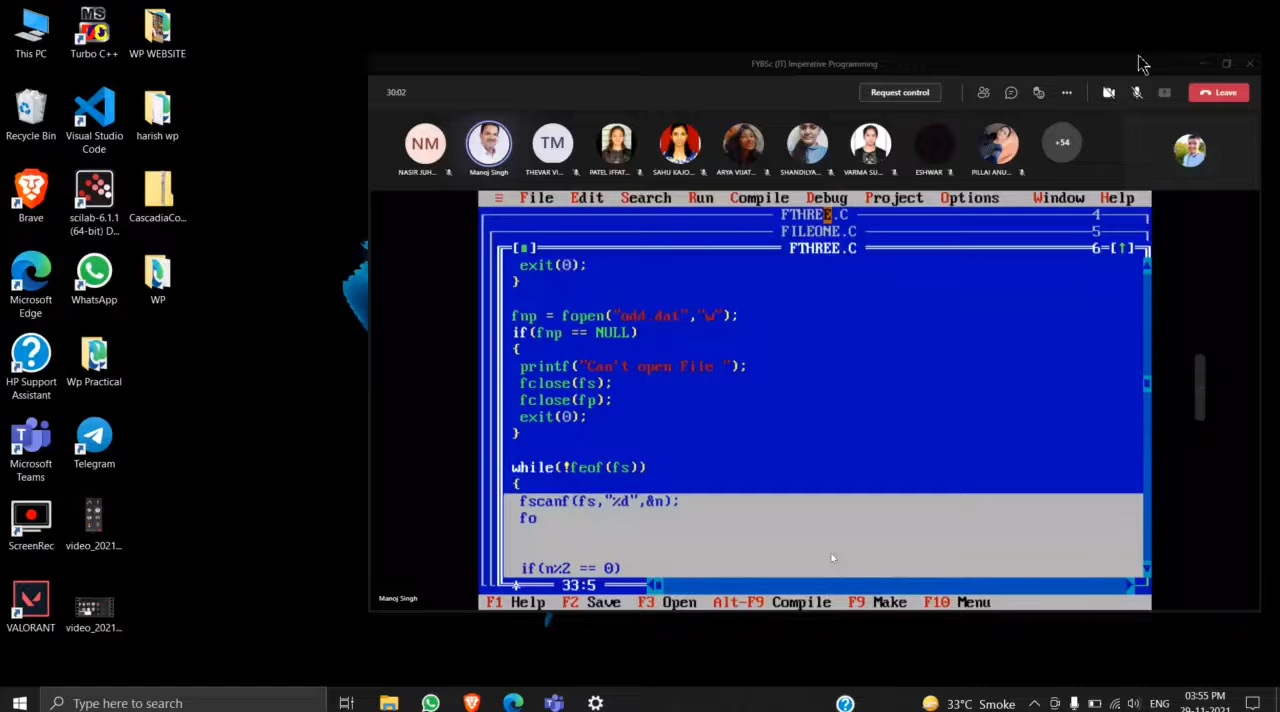 This PC
Turbo C++
WP WEBSITE
Recycle Bin
Visual Studio
Code
harish wp
Brave
scilab-6.1.1
(64-bit) D...
CascadiaCo...
Microsoft
Edge
WhatsApp
WP
HP Support
Assistant
Wp Practical
Microsoft
Teams
Telegram
ScreenRec
video_2021...
VALORANT
video_2021...
FYBSc (IT) Imperative Programming
30:02
Request control
Leave
NM
TM
+54
NASIR JUH...
Manoj Singh
THEVAR VI...
PATEL IFFAT...
SAHU KAJO...
ARYA VIJAT...
SHANDILYA...
VARMA SU...
ESHWAR
PILLAI ANU...
≡ File Edit Search Run Compile Debug Project Options Window Help
FTHREE.C 4
FILEONE.C 5
[■] FTHREE.C 6=[↑]
exit(0);
}
fnp = fopen("odd.dat","w");
if(fnp == NULL)
{
printf("Can't open File ");
fclose(fs);
fclose(fp);
exit(0);
}
while(!feof(fs))
{
fscanf(fs,"%d",&n);
fo
if(n%2 == 0)
33:5
F1 Help F2 Save F3 Open Alt-F9 Compile F9 Make F10 Menu
Manoj Singh
Type here to search
33°C Smoke
ENG
03:55 PM
29-11-2021